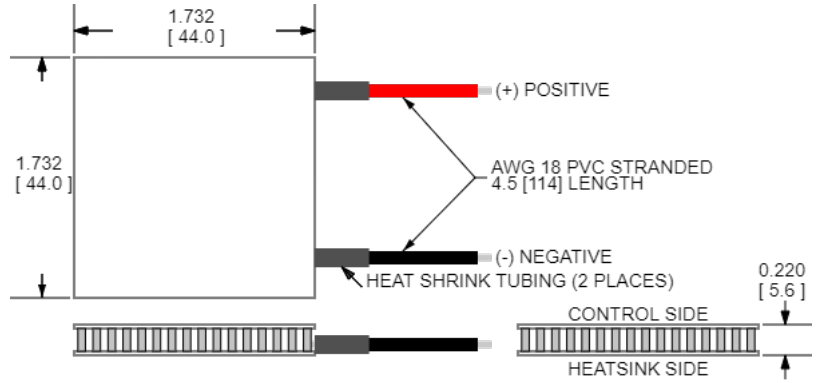 1.732
[ 44.0 ]
(+) POSITIVE
1.732
[ 44.0 ]
AWG 18 PVC STRANDED
4.5 [114] LENGTH
(-) NEGATIVE
HEAT SHRINK TUBING (2 PLACES)
0.220
[ 5.6 ]
CONTROL SIDE
HEATSINK SIDE